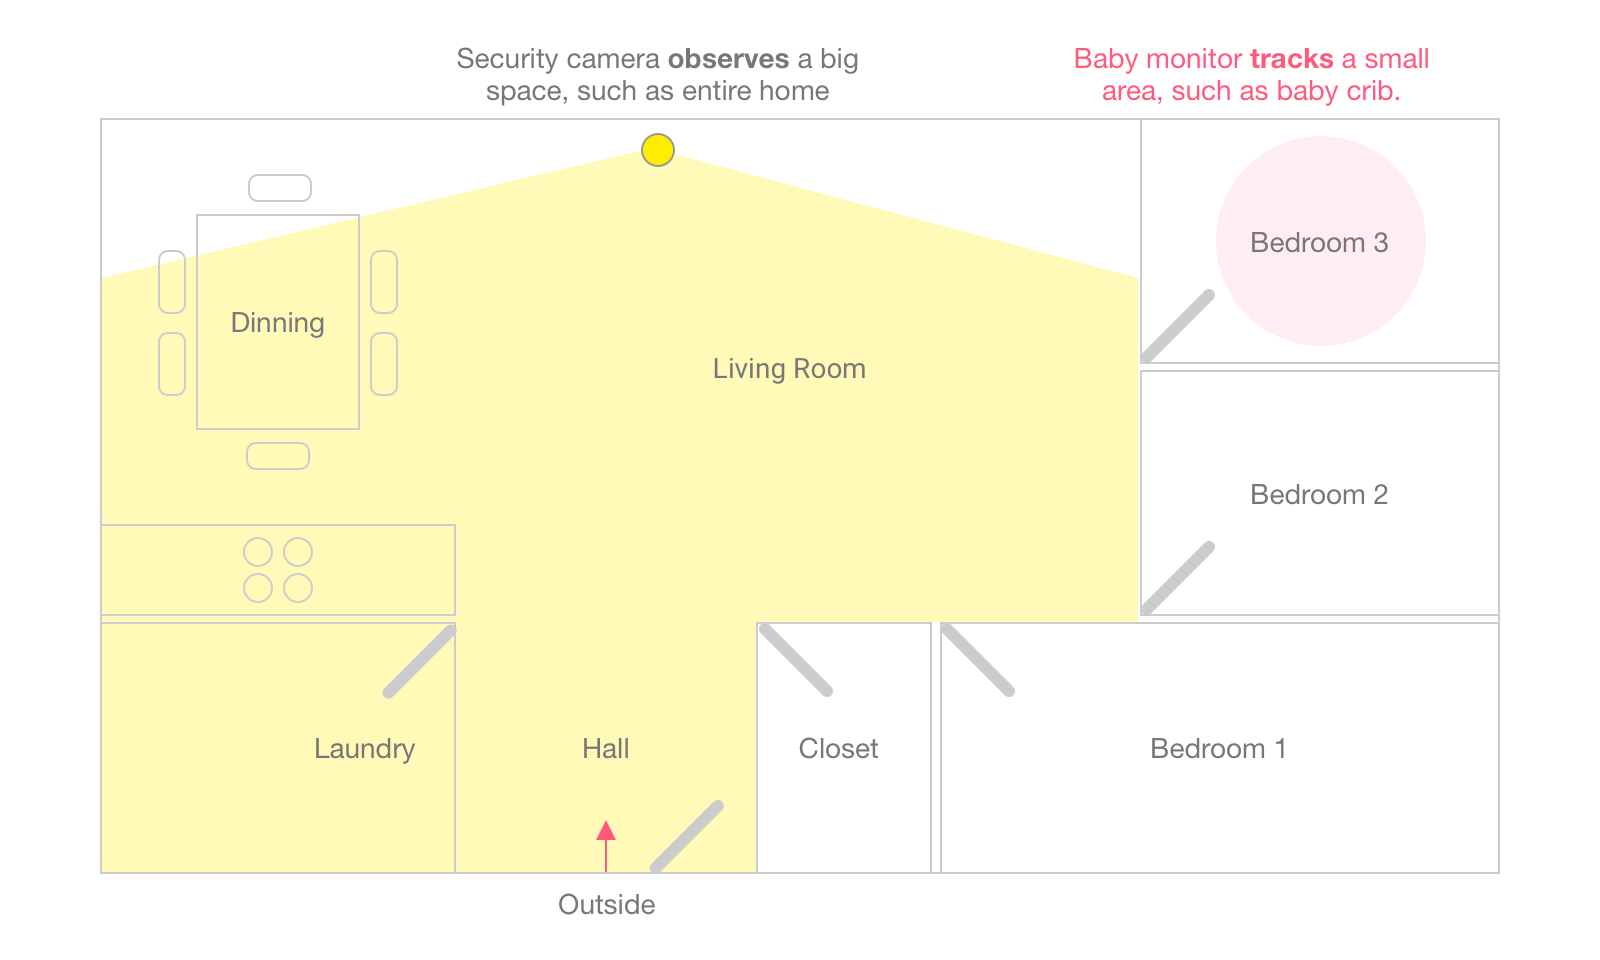 Security camera observes a big
space, such as entire home
Baby monitor tracks a small
area, such as baby crib.
Bedroom 3
Dinning
Living Room
Bedroom 2
Laundry
Hall
Closet
Bedroom 1
Outside